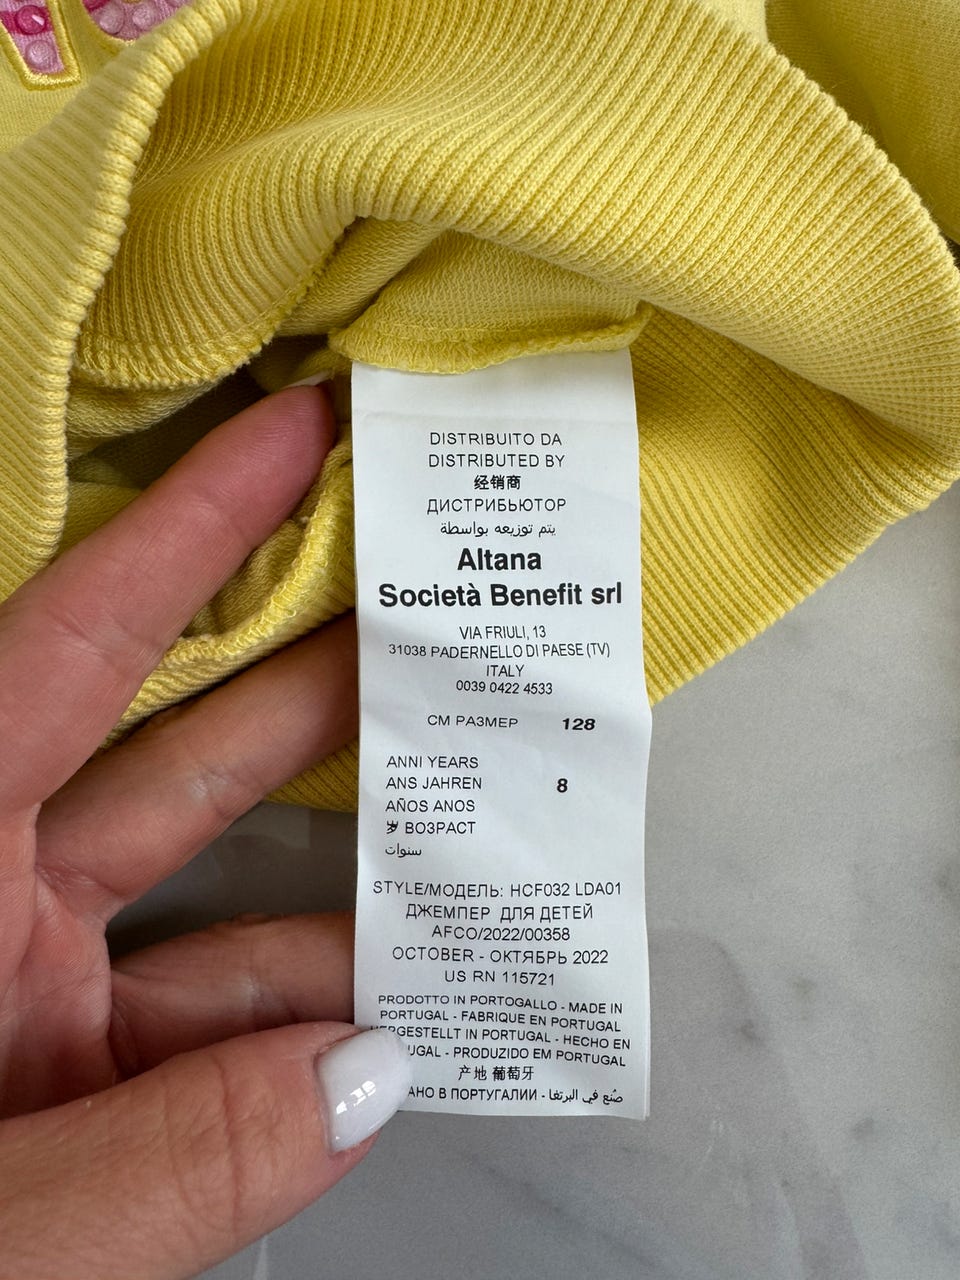 DISTRIBUITO DA
DISTRIBUTED BY
经销商
ДИСТРИБЬЮТОР
يتم توزيعه بواسطة
Altana
Società Benefit srl
VIA FRIULI, 13
31038 PADERNELLO DI PAESE (TV)
ITALY
0039 0422 4533
CM РАЗМЕР 128
ANNI YEARS
ANS JAHREN 8
AÑOS ANOS
岁 ВОЗРАСТ
سنوات
STYLE/МОДЕЛЬ: HCF032 LDA01
ДЖЕМПЕР ДЛЯ ДЕТЕЙ
AFCO/2022/00358
OCTOBER - ОКТЯБРЬ 2022
US RN 115721
PRODOTTO IN PORTOGALLO - MADE IN
PORTUGAL - FABRIQUE EN PORTUGAL
HERGESTELLT IN PORTUGAL - HECHO EN
UGAL - PRODUZIDO EM PORTUGAL
产地 葡萄牙
АНО В ПОРТУГАЛИИ - صُنع في البرتغا